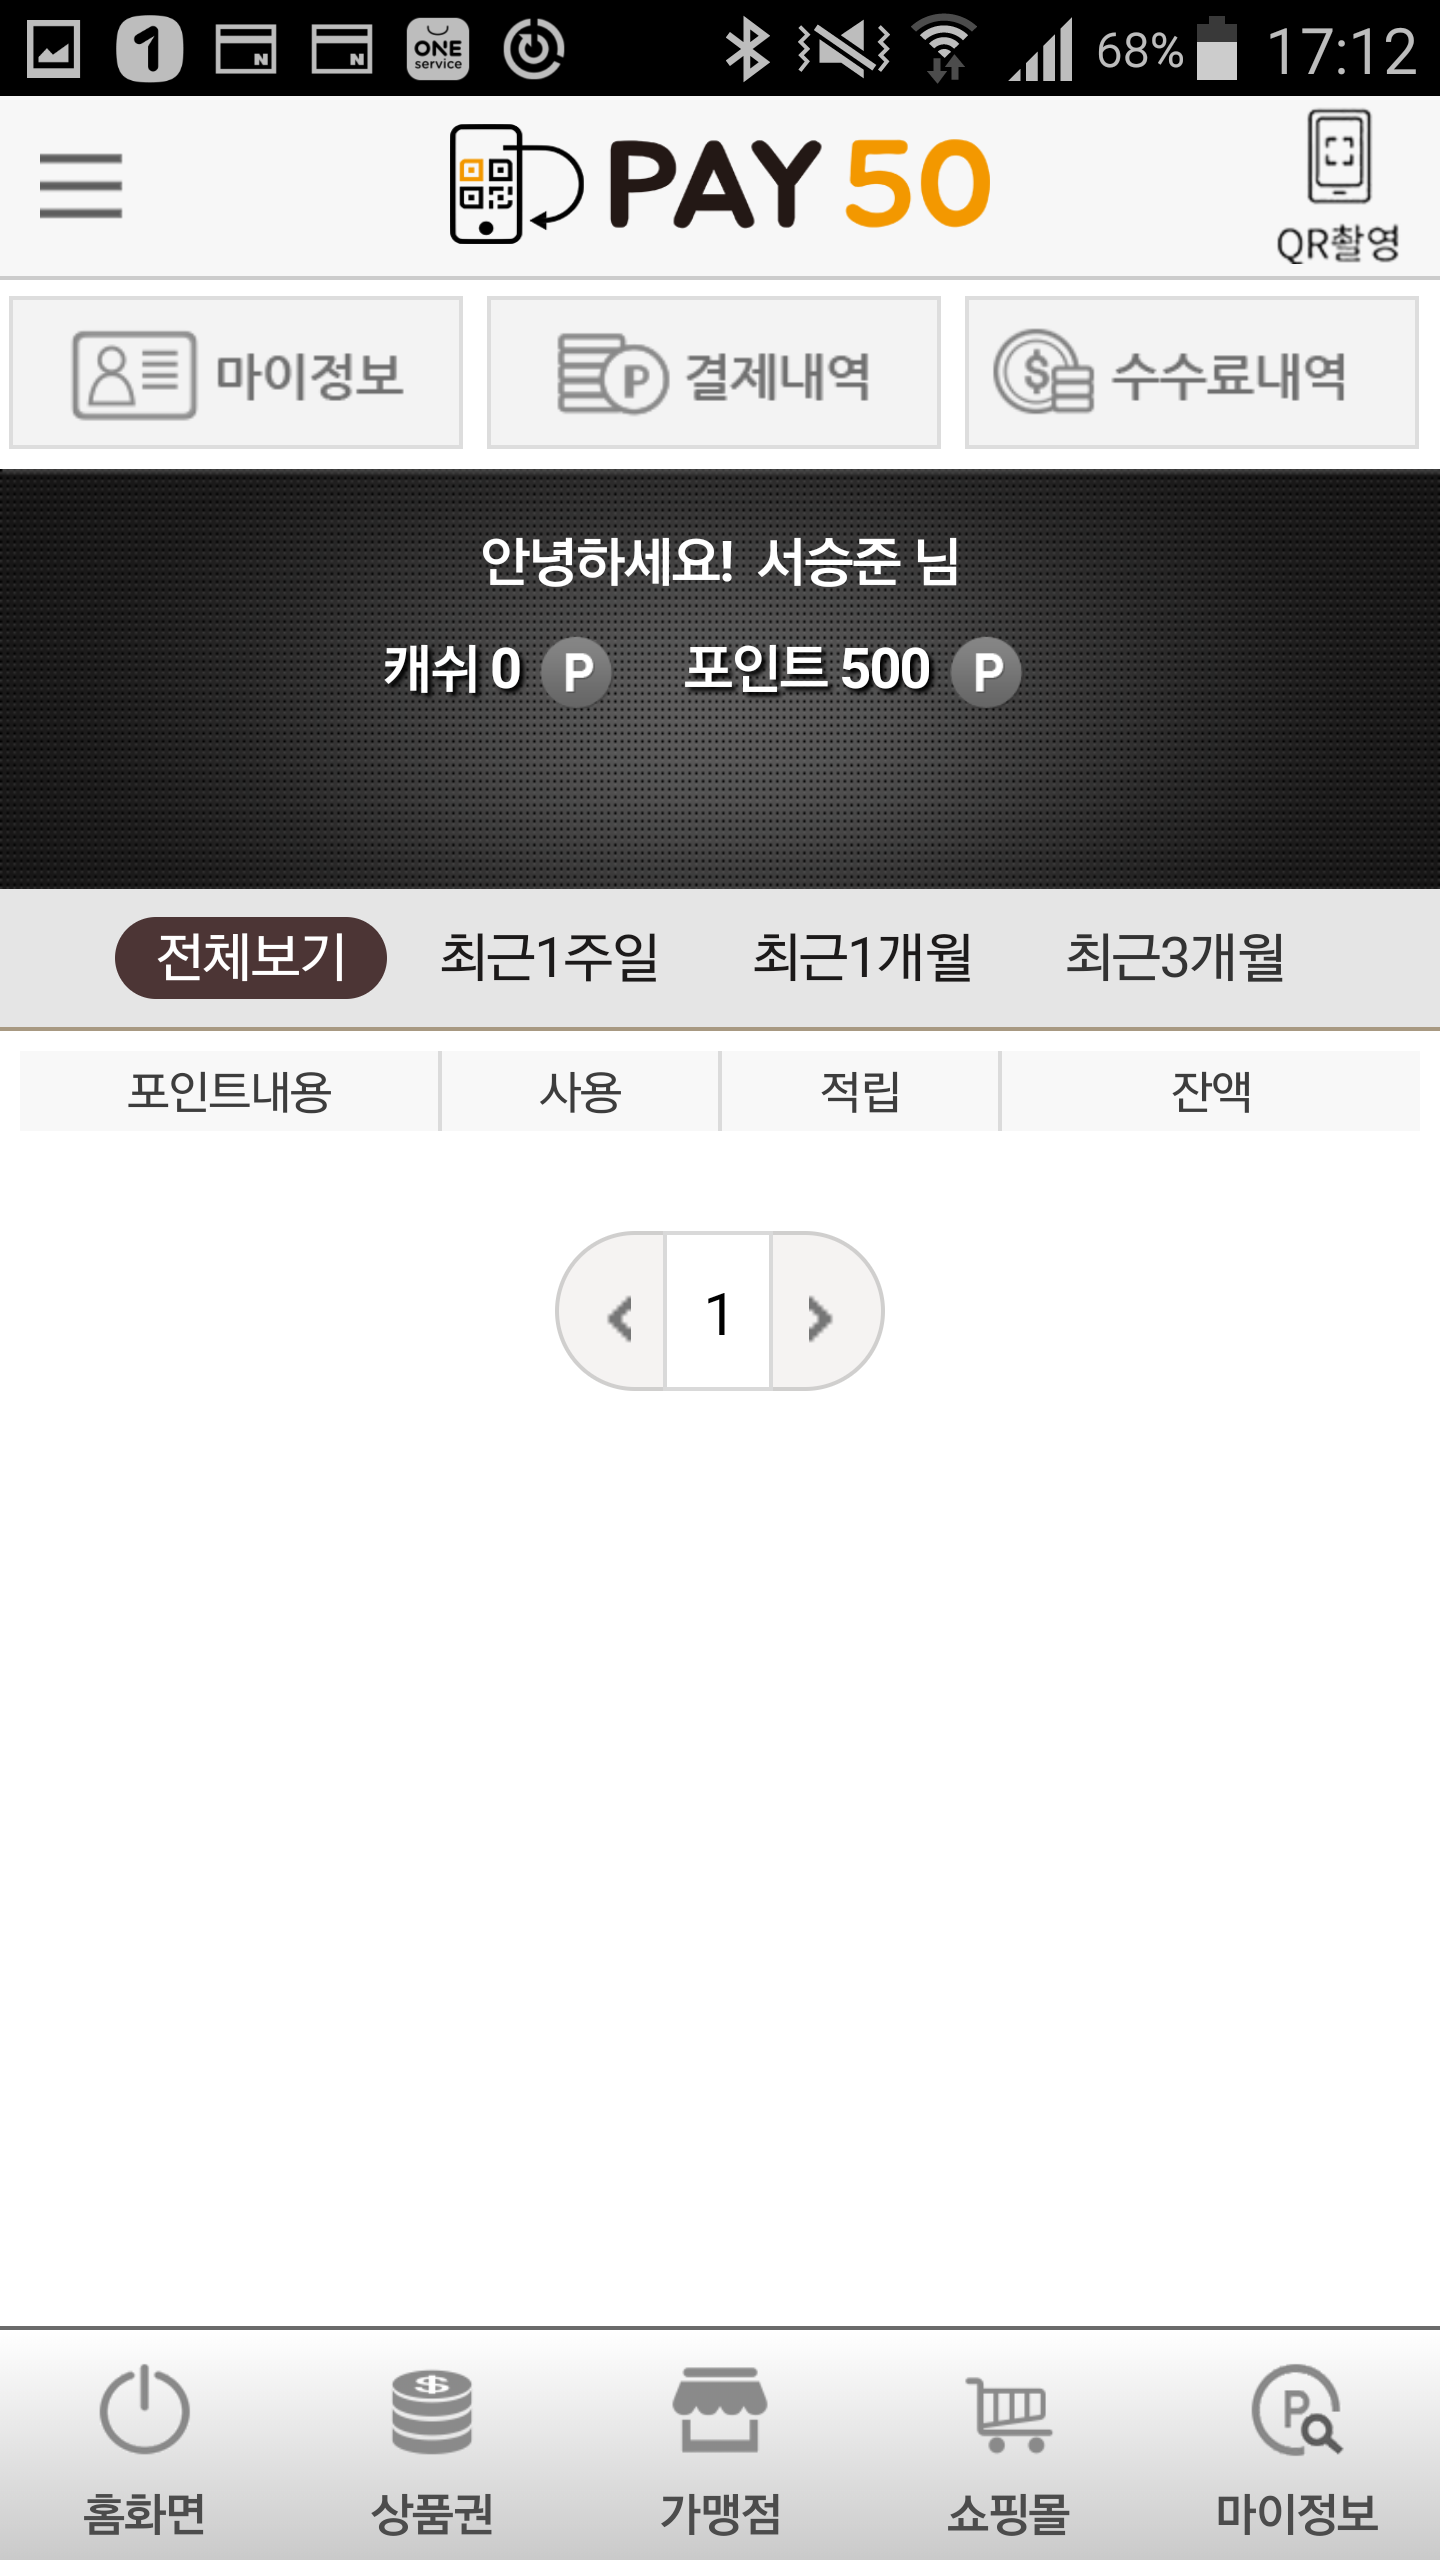 N N ONE service 68% 17:12
PAY 50
QR촬영
마이정보 결제내역 수수료내역
안녕하세요! 서승준 님
캐쉬 0 P 포인트 500 P
전체보기 최근1주일 최근1개월 최근3개월
포인트내용 사용 적립 잔액
1
홈화면 상품권 가맹점 쇼핑몰 마이정보